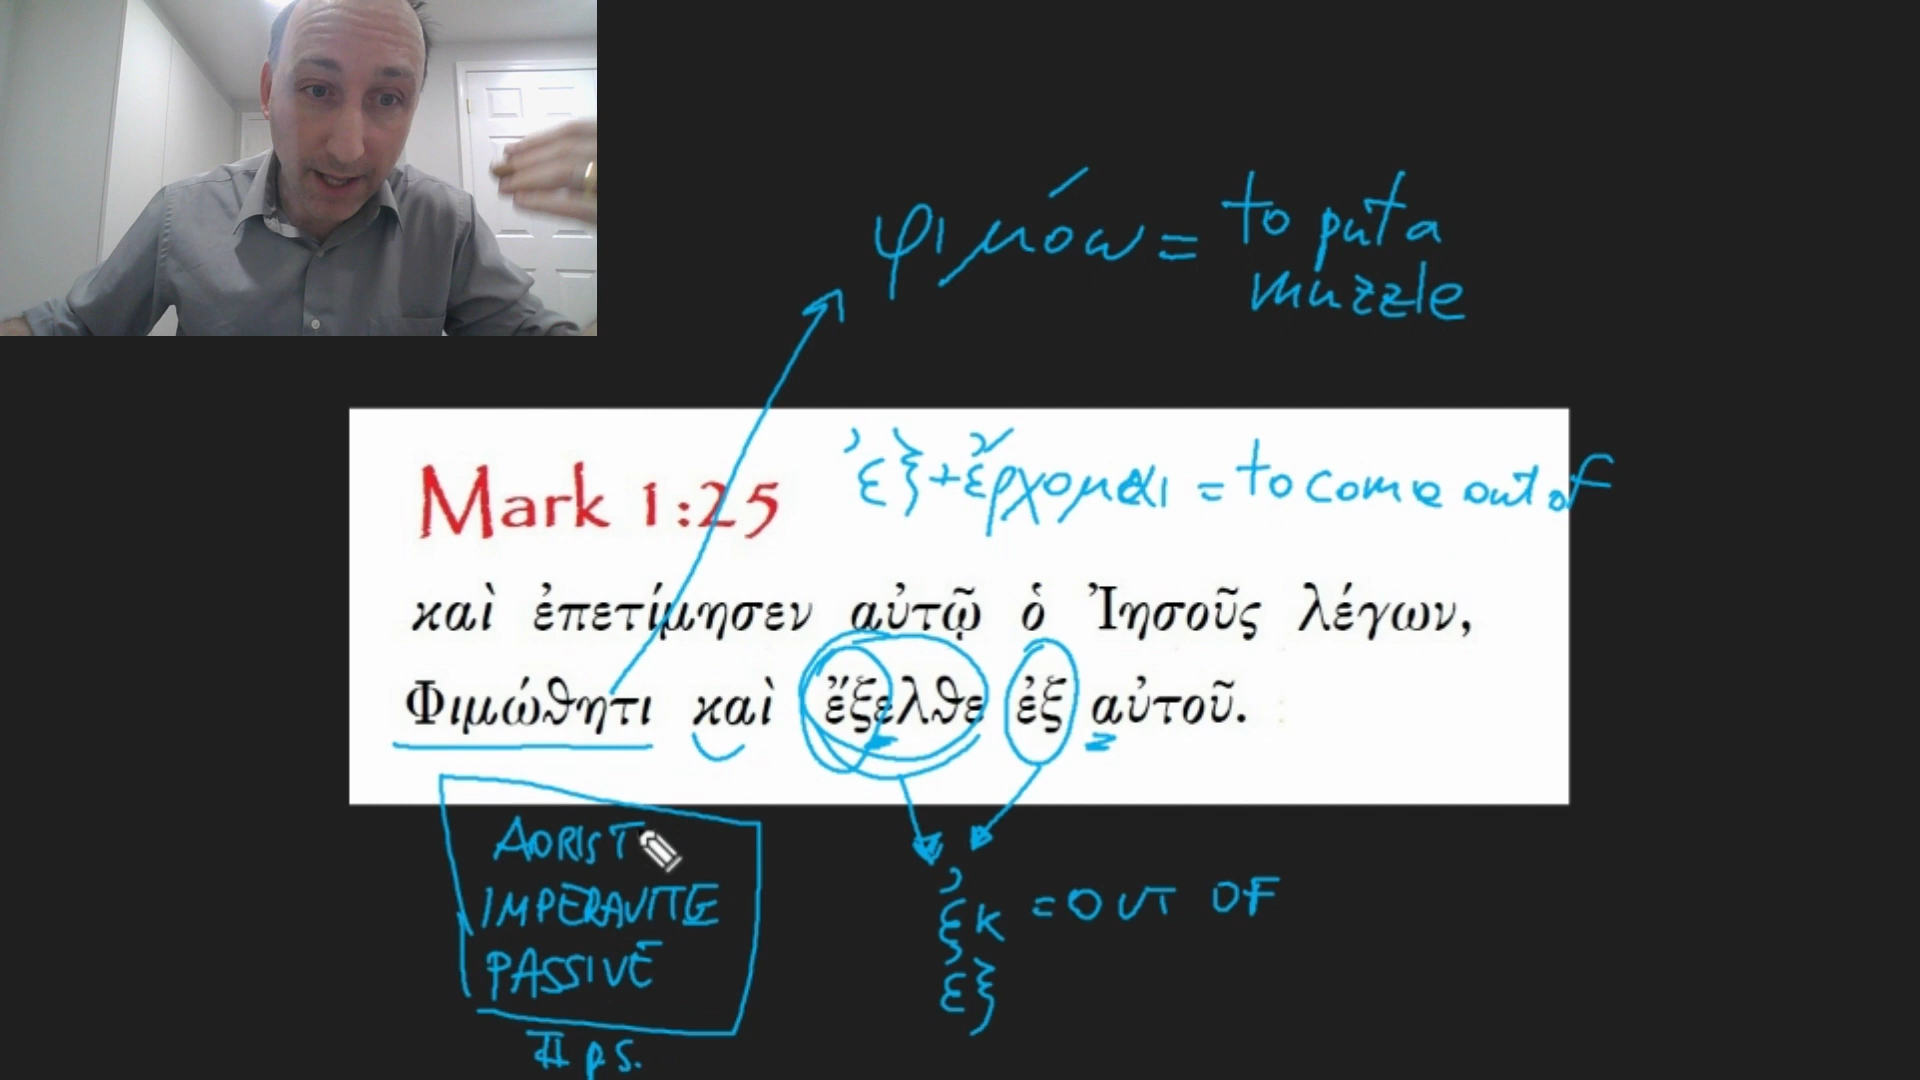 φιμόω = to put a
muzzle
Mark 1:25
ἐξ + ἔρχομαι = to come out of
καὶ ἐπετίμησεν αὐτῷ ὁ Ἰησοῦς λέγων,
Φιμώθητι καὶ ἔξελθε ἐξ αὐτοῦ.
AORIST
IMPERAVITE
PASSIVE
II ps.
ἐκ = OUT OF
ἐξ